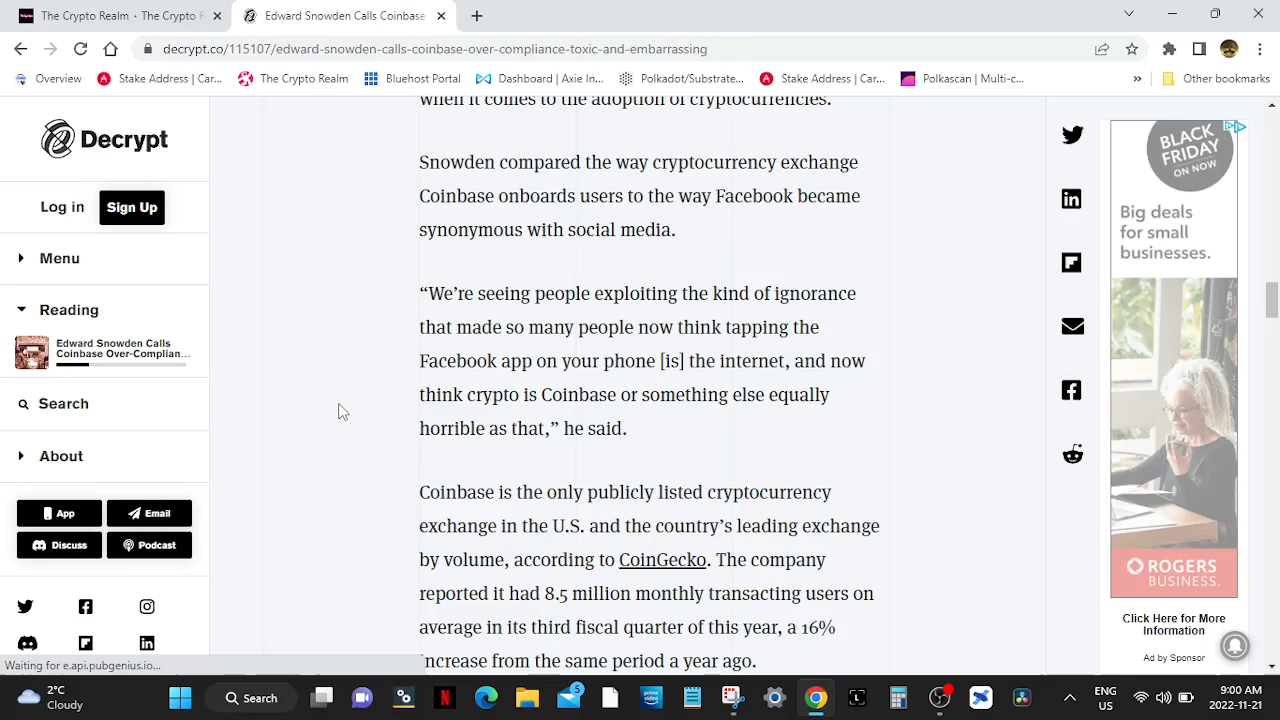 The Crypto Realm - The Crypto R
Edward Snowden Calls Coinbase
decrypt.co/115107/edward-snowden-calls-coinbase-over-compliance-toxic-and-embarrassing
Overview
Stake Address | Car...
The Crypto Realm
Bluehost Portal
Dashboard | Axie In...
Polkadot/Substrate...
Stake Address | Car...
Polkascan | Multi-c...
»
Other bookmarks
Decrypt
Log in
Sign Up
Menu
Reading
Edward Snowden Calls
Coinbase Over-Complian...
Search
About
App
Email
Discuss
Podcast
Waiting for e.api.pubgenius.io...
when it comes to the adoption of cryptocurrencies.
Snowden compared the way cryptocurrency exchange
Coinbase onboards users to the way Facebook became
synonymous with social media.
“We’re seeing people exploiting the kind of ignorance
that made so many people now think tapping the
Facebook app on your phone [is] the internet, and now
think crypto is Coinbase or something else equally
horrible as that,” he said.
Coinbase is the only publicly listed cryptocurrency
exchange in the U.S. and the country’s leading exchange
by volume, according to CoinGecko. The company
reported it had 8.5 million monthly transacting users on
average in its third fiscal quarter of this year, a 16%
increase from the same period a year ago.
BLACK
FRIDAY
ON NOW
Big deals
for small
businesses.
ROGERS
BUSINESS.
Click Here for More
Information
Ad by Sponsor
2°C
Cloudy
Search
5
N
prime
video
L
ENG
US
9:00 AM
2022-11-21